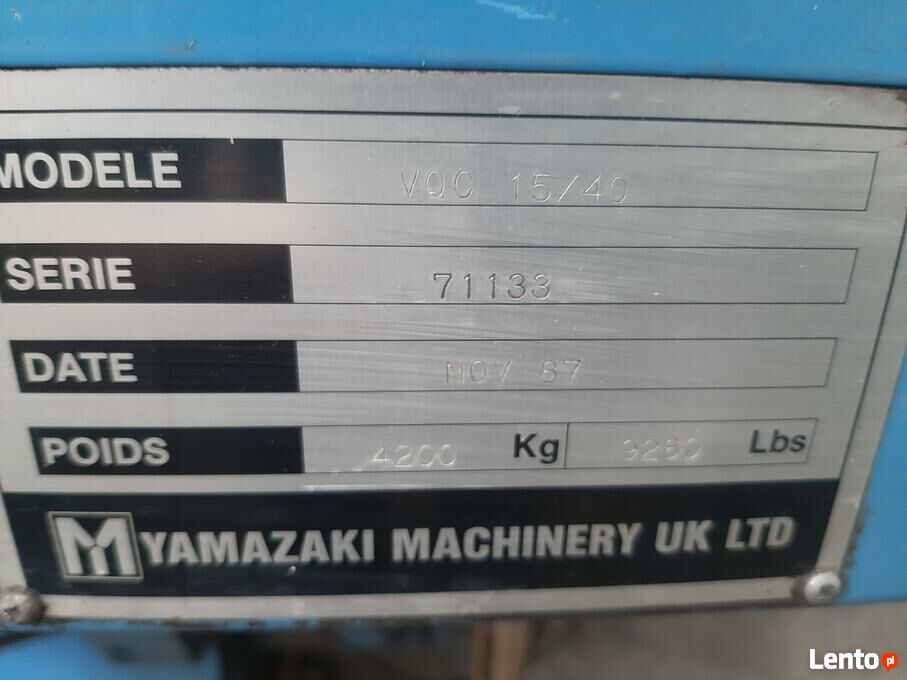 MODELE VQC 15/40
SERIE 71133
DATE NOV 87
POIDS 4200 Kg 9260 Lbs
YAMAZAKI MACHINERY UK LTD
Lento pl